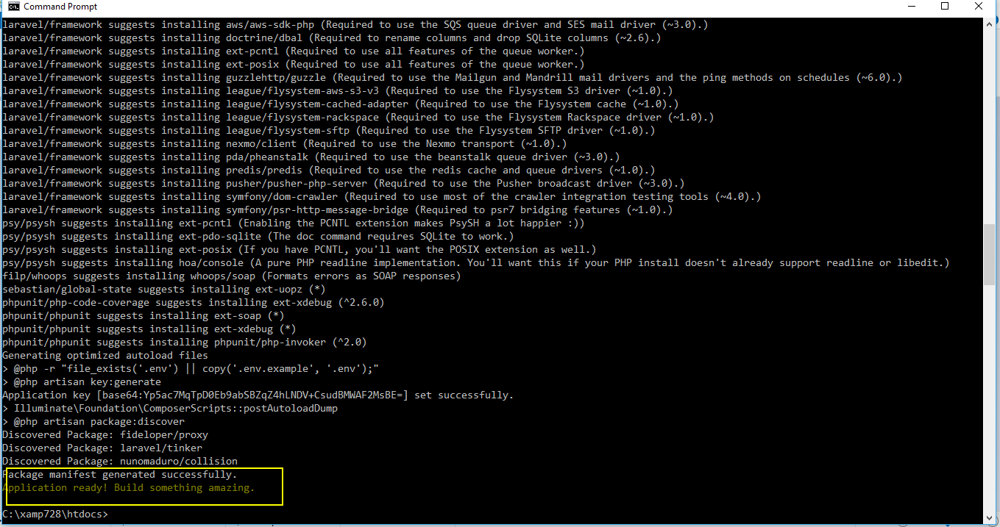 Command Prompt
laravel/framework suggests installing aws/aws-sdk-php (Required to use the SQS queue driver and SES mail driver (~3.0).)
laravel/framework suggests installing doctrine/dbal (Required to rename columns and drop SQLite columns (~2.6).)
laravel/framework suggests installing ext-pcntl (Required to use all features of the queue worker.)
laravel/framework suggests installing ext-posix (Required to use all features of the queue worker.)
laravel/framework suggests installing guzzlehttp/guzzle (Required to use the Mailgun and Mandrill mail drivers and the ping methods on schedules (~6.0).)
laravel/framework suggests installing league/flysystem-aws-s3-v3 (Required to use the Flysystem S3 driver (~1.0).)
laravel/framework suggests installing league/flysystem-cached-adapter (Required to use the Flysystem cache (~1.0).)
laravel/framework suggests installing league/flysystem-rackspace (Required to use the Flysystem Rackspace driver (~1.0).)
laravel/framework suggests installing league/flysystem-sftp (Required to use the Flysystem SFTP driver (~1.0).)
laravel/framework suggests installing nexmo/client (Required to use the Nexmo transport (~1.0).)
laravel/framework suggests installing pda/pheanstalk (Required to use the beanstalk queue driver (~3.0).)
laravel/framework suggests installing predis/predis (Required to use the redis cache and queue drivers (~1.0).)
laravel/framework suggests installing pusher/pusher-php-server (Required to use the Pusher broadcast driver (~3.0).)
laravel/framework suggests installing symfony/dom-crawler (Required to use most of the crawler integration testing tools (~4.0).)
laravel/framework suggests installing symfony/psr-http-message-bridge (Required to psr7 bridging features (~1.0).)
psy/psysh suggests installing ext-pcntl (Enabling the PCNTL extension makes PsySH a lot happier :))
psy/psysh suggests installing ext-pdo-sqlite (The doc command requires SQLite to work.)
psy/psysh suggests installing ext-posix (If you have PCNTL, you'll want the POSIX extension as well.)
psy/psysh suggests installing hoa/console (A pure PHP readline implementation. You'll want this if your PHP install doesn't already support readline or libedit.)
filp/whoops suggests installing whoops/soap (Formats errors as SOAP responses)
sebastian/global-state suggests installing ext-uopz (*)
phpunit/php-code-coverage suggests installing ext-xdebug (^2.6.0)
phpunit/phpunit suggests installing ext-soap (*)
phpunit/phpunit suggests installing ext-xdebug (*)
phpunit/phpunit suggests installing phpunit/php-invoker (^2.0)
Generating optimized autoload files
> @php -r "file_exists('.env') || copy('.env.example', '.env');"
> @php artisan key:generate
Application key [base64:Yp5ac7MqTpD0Eb9abSBZqZ4hLNDV+CsudBMWAF2MsBE=] set successfully.
> Illuminate\Foundation\ComposerScripts::postAutoloadDump
> @php artisan package:discover
Discovered Package: fideloper/proxy
Discovered Package: laravel/tinker
Discovered Package: nunomaduro/collision
Package manifest generated successfully.
Application ready! Build something amazing.
C:\xamp728\htdocs>